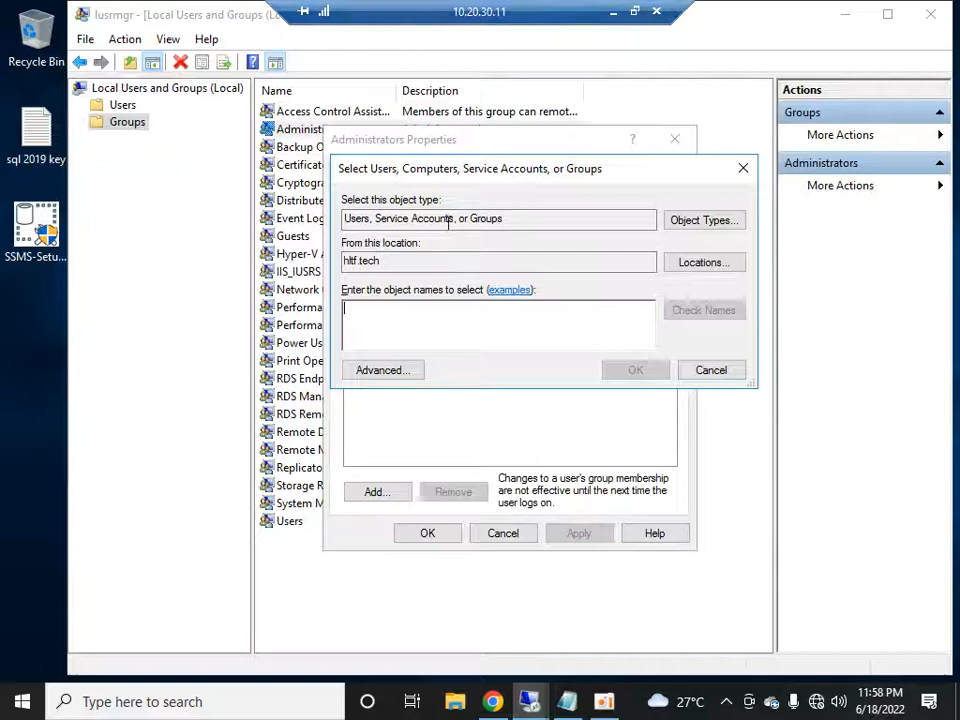 Recycle Bin
sql 2019 key
SSMS-Setu...
lusrmgr - [Local Users and Groups (Lo
10.20.30.11
File Action View Help
Local Users and Groups (Local)
Users
Groups
Name Description
Access Control Assist... Members of this group can remot...
Administ
Backup O
Certificat
Cryptogra
Distribute
Event Log
Guests
Hyper-V
IIS_IUSRS
Network
Performa
Performa
Power Us
Print Ope
RDS Endp
RDS Man
RDS Rem
Remote D
Remote M
Replicato
Storage R
System M
Users
Administrators Properties
Select Users, Computers, Service Accounts, or Groups
Select this object type:
Users, Service Accounts, or Groups
Object Types...
From this location:
hltf.tech
Locations...
Enter the object names to select (examples):
Check Names
Advanced...
OK
Cancel
Add...
Remove
Changes to a user's group membership
are not effective until the next time the
user logs on.
OK
Cancel
Apply
Help
Actions
Groups
More Actions
Administrators
More Actions
Type here to search
27°C
11:58 PM
6/18/2022